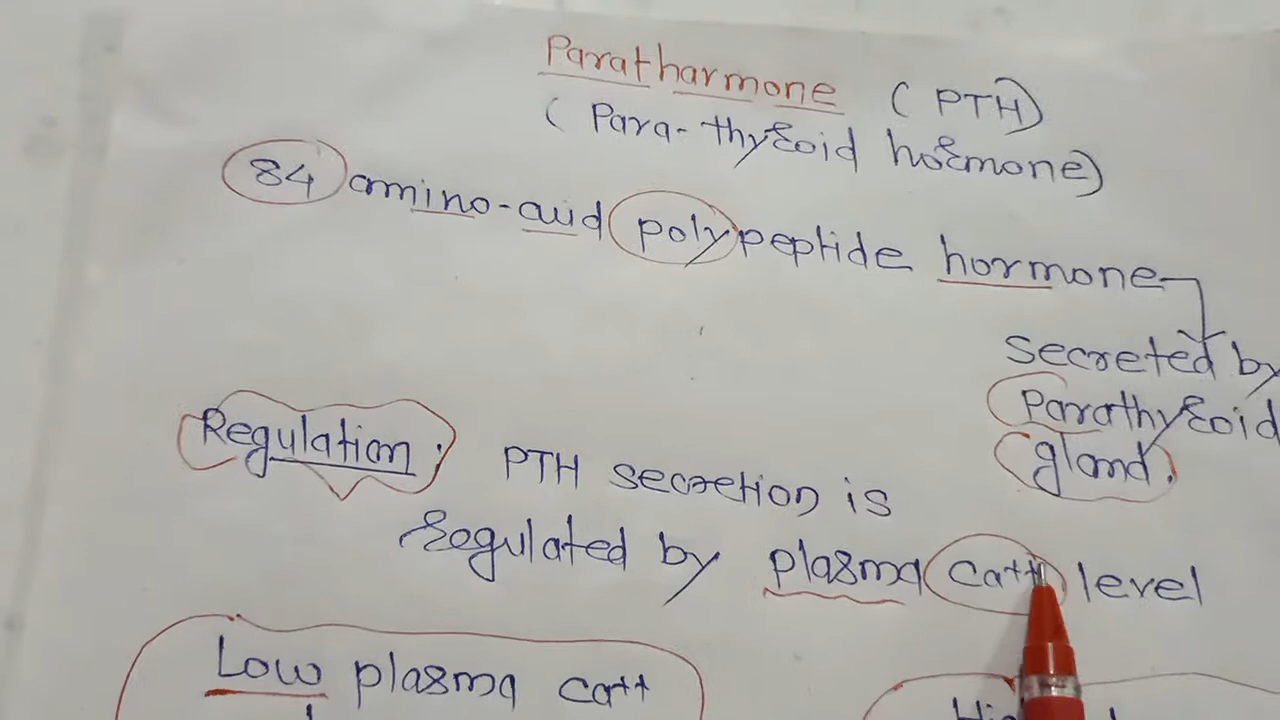 Paratharmone (PTH)
(Para-thyroid hormone)
84 amino-acid polypeptide hormone
secreted by
Parathyroid
gland.
Regulation: PTH secretion is
regulated by plasma Ca++ level
Low plasma Ca++